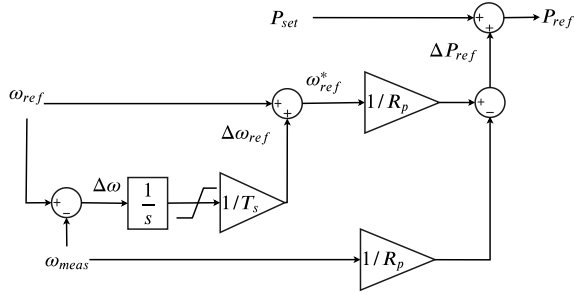 P_set
P_ref
+
+
ΔP_ref
ω_ref
ω*_ref
+
+
1/R_p
+
−
Δω_ref
Δω
+
−
1/s
1/T_s
ω_meas
1/R_p